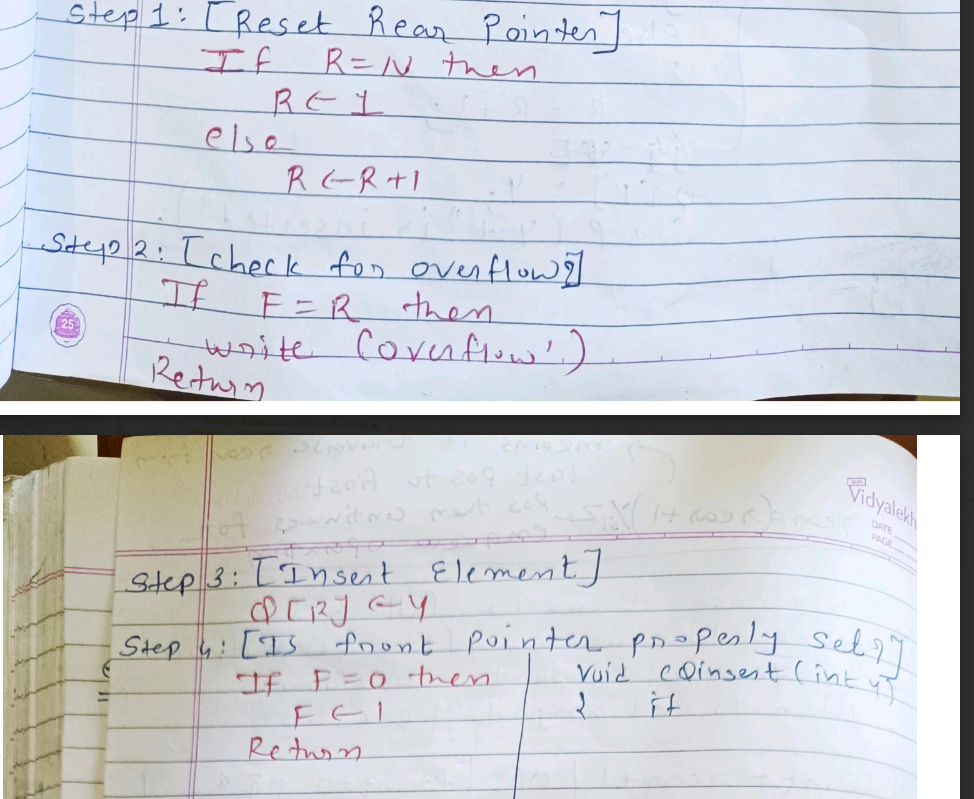 Step 1: [Reset Rear Pointer]
If R=N then
R ← 1
else
R ← R+1
Step 2: [check for overflow?]
If F = R then
25
write ('overflow'.)
Return
Vidyalekh
DATE
PAGE
Step 3: [Insert Element]
Q[R] ← Y
Step 4: [Is front pointer properly set?]
If F = 0 then
void CQinsert (int y)
F ← 1
{ if
Return